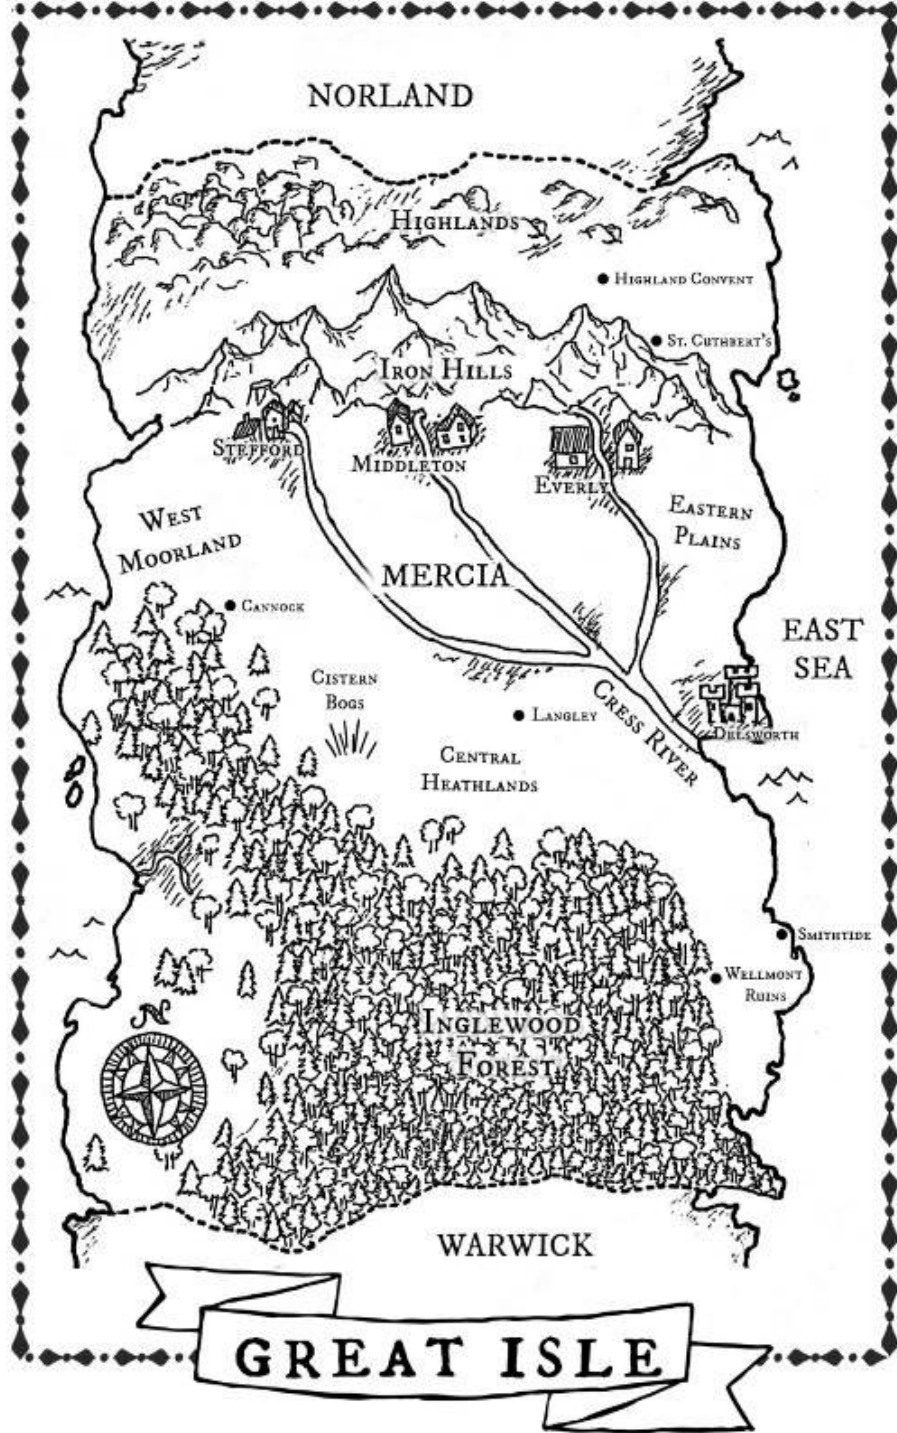 NORLAND
HIGHLANDS
HIGHLAND CONVENT
ST. CUTHBERT'S
IRON HILLS
STEFFORD
MIDDLETON
EVERLY
EASTERN
PLAINS
WEST
MOORLAND
MERCIA
CANNOCK
EAST
SEA
CISTERN
BOGS
LANGLEY
CRESS RIVER
DELSWORTH
CENTRAL
HEATHLANDS
SMITHTIDE
WELLMONT
RUINS
INGLEWOOD
FOREST
N
WARWICK
GREAT ISLE